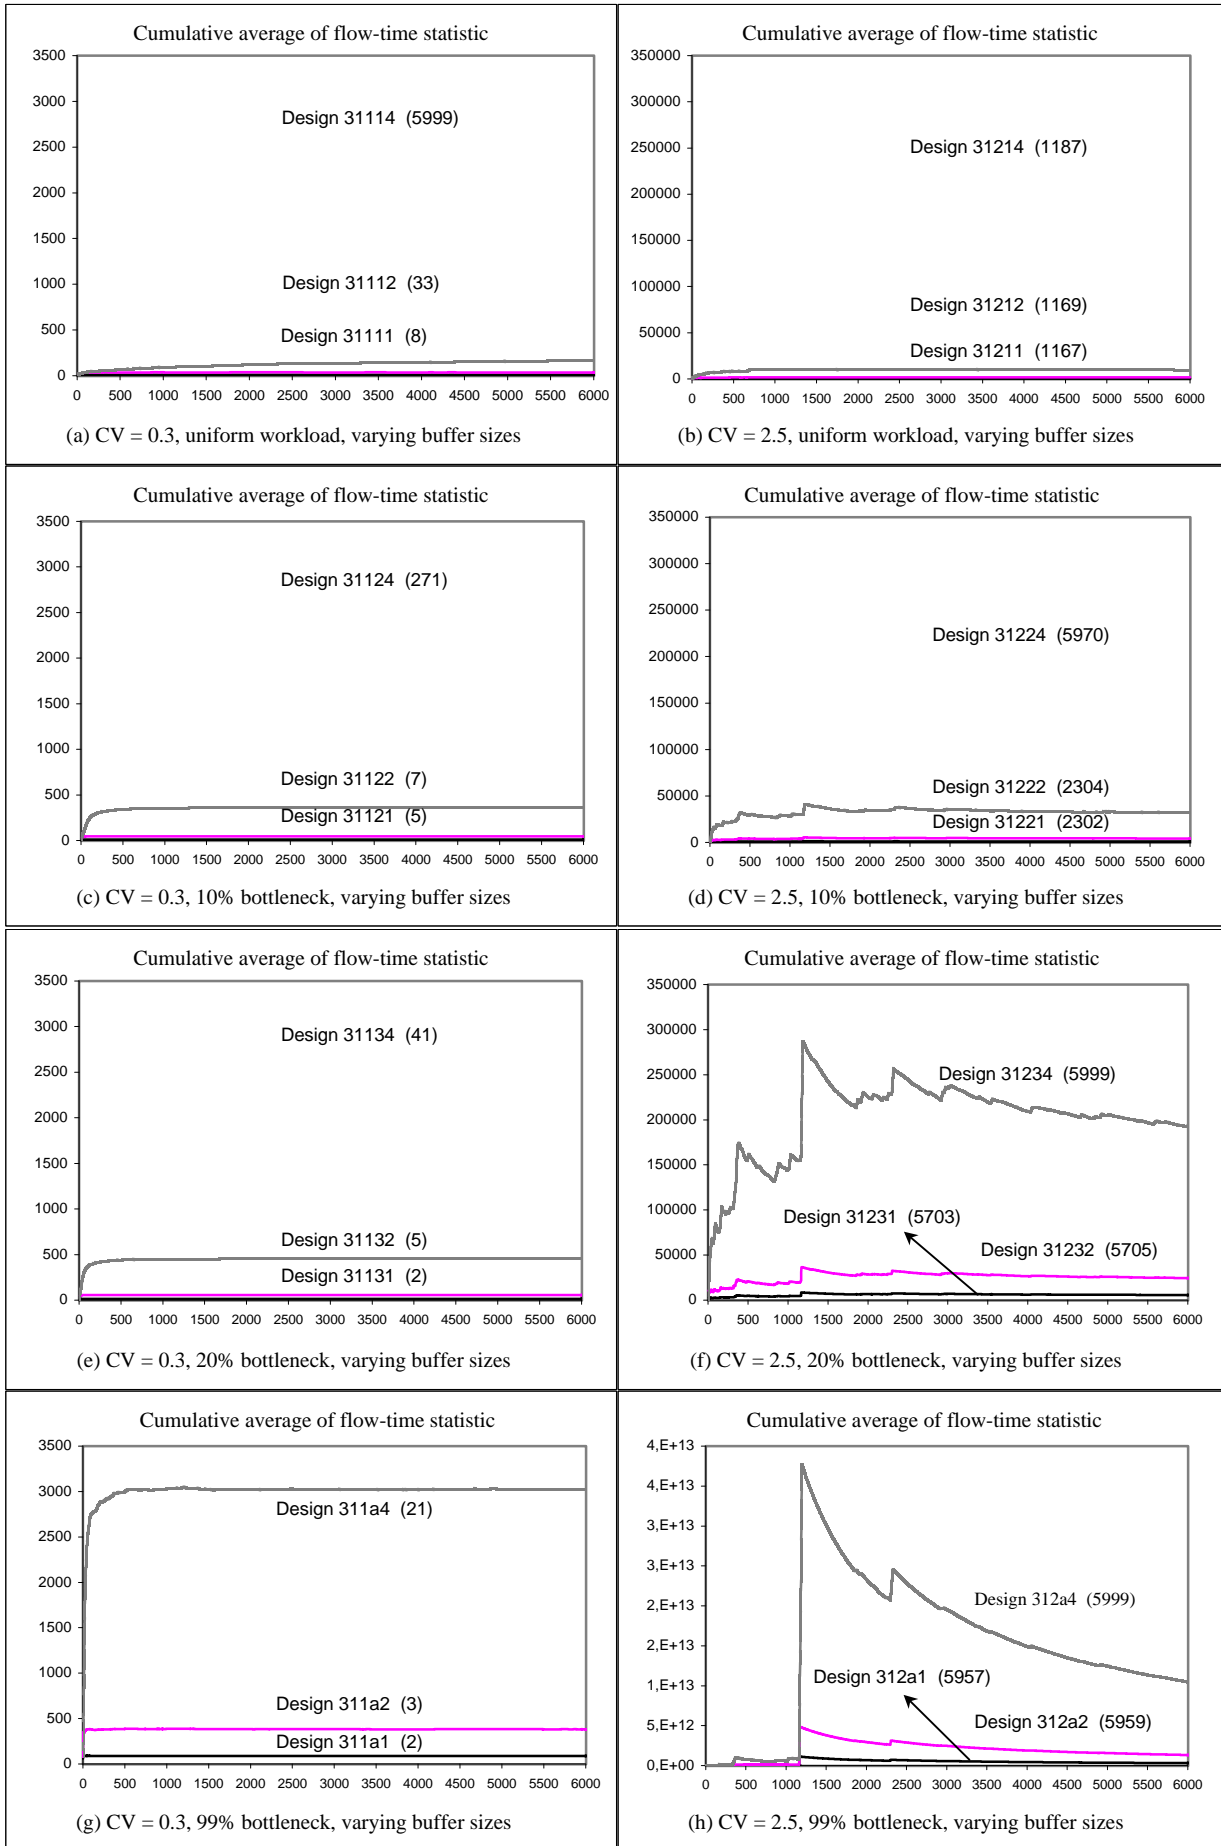 Cumulative average of flow-time statistic
3500
3000
2500
2000
1500
1000
500
0
Design 31114 (5999)
Design 31112 (33)
Design 31111 (8)
0 500 1000 1500 2000 2500 3000 3500 4000 4500 5000 5500 6000
(a) CV = 0.3, uniform workload, varying buffer sizes
Cumulative average of flow-time statistic
350000
300000
250000
200000
150000
100000
50000
0
Design 31214 (1187)
Design 31212 (1169)
Design 31211 (1167)
0 500 1000 1500 2000 2500 3000 3500 4000 4500 5000 5500 6000
(b) CV = 2.5, uniform workload, varying buffer sizes
Cumulative average of flow-time statistic
3500
3000
2500
2000
1500
1000
500
0
Design 31124 (271)
Design 31122 (7)
Design 31121 (5)
0 500 1000 1500 2000 2500 3000 3500 4000 4500 5000 5500 6000
(c) CV = 0.3, 10% bottleneck, varying buffer sizes
Cumulative average of flow-time statistic
350000
300000
250000
200000
150000
100000
50000
0
Design 31224 (5970)
Design 31222 (2304)
Design 31221 (2302)
0 500 1000 1500 2000 2500 3000 3500 4000 4500 5000 5500 6000
(d) CV = 2.5, 10% bottleneck, varying buffer sizes
Cumulative average of flow-time statistic
3500
3000
2500
2000
1500
1000
500
0
Design 31134 (41)
Design 31132 (5)
Design 31131 (2)
0 500 1000 1500 2000 2500 3000 3500 4000 4500 5000 5500 6000
(e) CV = 0.3, 20% bottleneck, varying buffer sizes
Cumulative average of flow-time statistic
350000
300000
250000
200000
150000
100000
50000
0
Design 31234 (5999)
Design 31231 (5703)
Design 31232 (5705)
0 500 1000 1500 2000 2500 3000 3500 4000 4500 5000 5500 6000
(f) CV = 2.5, 20% bottleneck, varying buffer sizes
Cumulative average of flow-time statistic
3500
3000
2500
2000
1500
1000
500
0
Design 311a4 (21)
Design 311a2 (3)
Design 311a1 (2)
0 500 1000 1500 2000 2500 3000 3500 4000 4500 5000 5500 6000
(g) CV = 0.3, 99% bottleneck, varying buffer sizes
Cumulative average of flow-time statistic
4,E+13
4,E+13
3,E+13
3,E+13
2,E+13
2,E+13
1,E+13
5,E+12
0,E+00
Design 312a4 (5999)
Design 312a1 (5957)
Design 312a2 (5959)
0 500 1000 1500 2000 2500 3000 3500 4000 4500 5000 5500 6000
(h) CV = 2.5, 99% bottleneck, varying buffer sizes